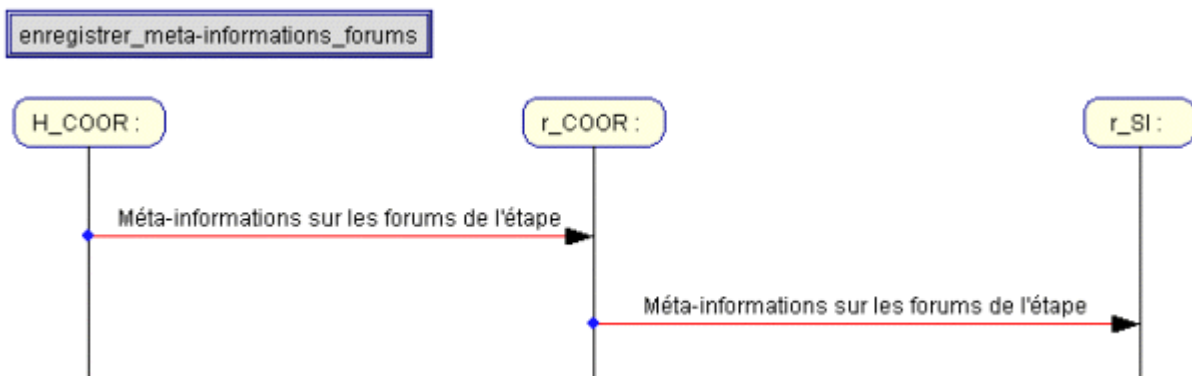 enregistrer_meta-informations_forums
H_COOR :
r_COOR :
r_SI :
Méta-informations sur les forums de l'étape
Méta-informations sur les forums de l'étape